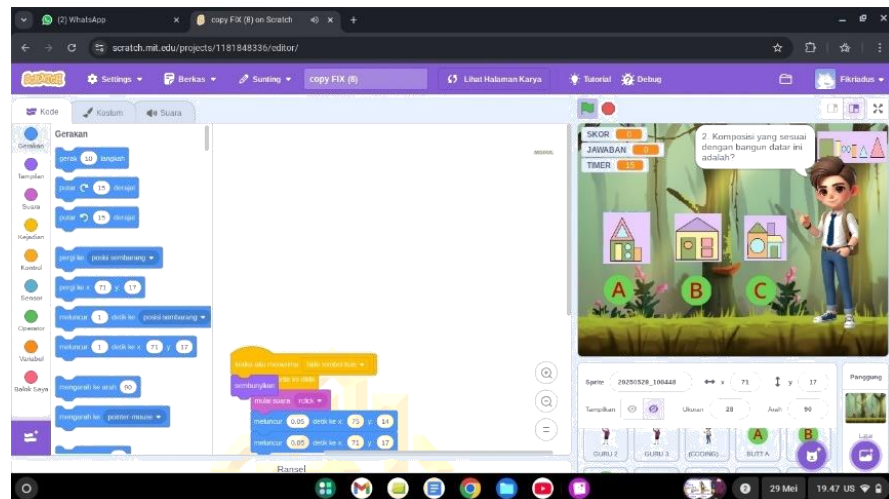 (2) WhatsApp
copy FIX (8) on Scratch
scratch.mit.edu/projects/1181848336/editor/
SCRATCH
Settings
Berkas
Sunting
copy FIX (8)
Lihat Halaman Karya
Tutorial
Debug
Fikriadus
Kode
Kostum
Suara
Gerakan
Tampilan
Suara
Kejadian
Kontrol
Sensor
Operator
Variabel
Balok Saya
Gerakan
gerak 10 langkah
putar 15 derajat
putar 15 derajat
pergi ke posisi sembarang
pergi ke x: 71 y: 17
meluncur 1 detik ke posisi sembarang
meluncur 1 detik ke x: 71 y: 17
mengarah ke arah 90
mengarah ke pointer-mouse
sembunyikan
mulai suara
meluncur 0.05 detik ke x: 75 y: 14
meluncur 0.05 detik ke x: 71 y: 17
Ransel
SKOR 0
JAWABAN 0
TIMER 15
2. Komposisi yang sesuai
dengan bangun datar ini
adalah?
A
B
C
Sprite 20250520_100448 x 71 y 17
Tampilkan Ukuran 28 Arah 90
GURU 2
GURU 3
(CODING)...
BUTT A
B
Panggung
Latar
29 Mei
19.47 US